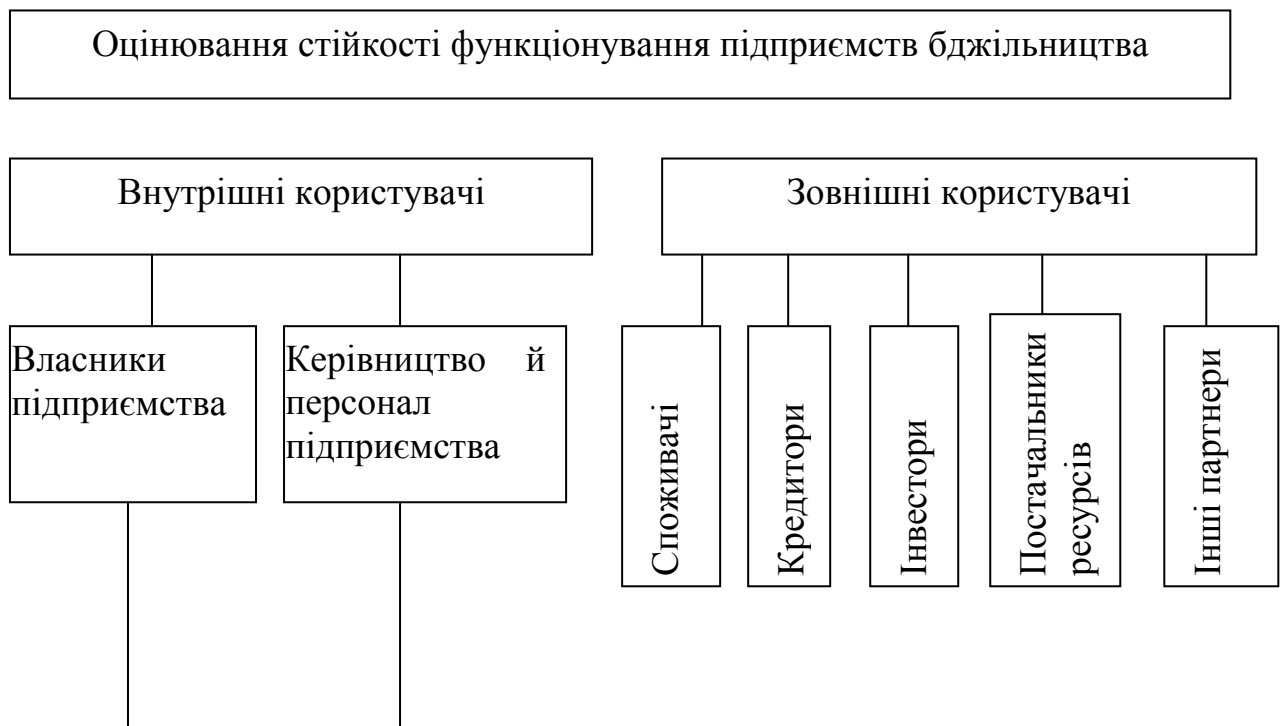 Оцінювання стійкості функціонування підприємств бджільництва
Внутрішні користувачі
Зовнішні користувачі
Власники
підприємства
Керівництво й
персонал
підприємства
Споживачі
Кредитори
Інвестори
Постачальники
ресурсів
Інші партнери